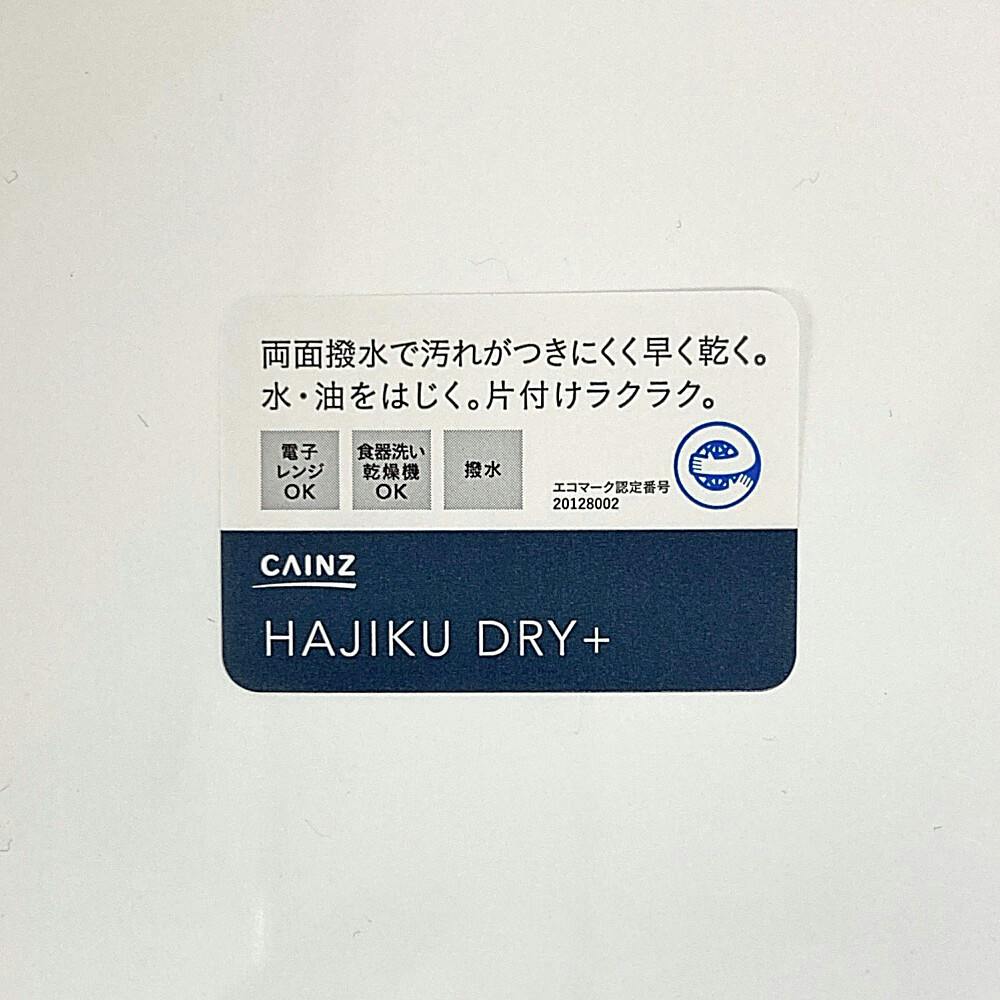 両面撥水で汚れがつきにくく早く乾く。
水・油をはじく。片付けラクラク。
電子
レンジ
OK
食器洗い
乾燥機
OK
撥水
エコマーク認定番号
20128002
CAINZ
HAJIKU DRY+